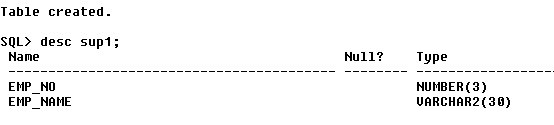 Table created.
SQL> desc sup1;
Name Null? Type
----------------------------------------- -------- -----------------
EMP_NO NUMBER(3)
EMP_NAME VARCHAR2(30)